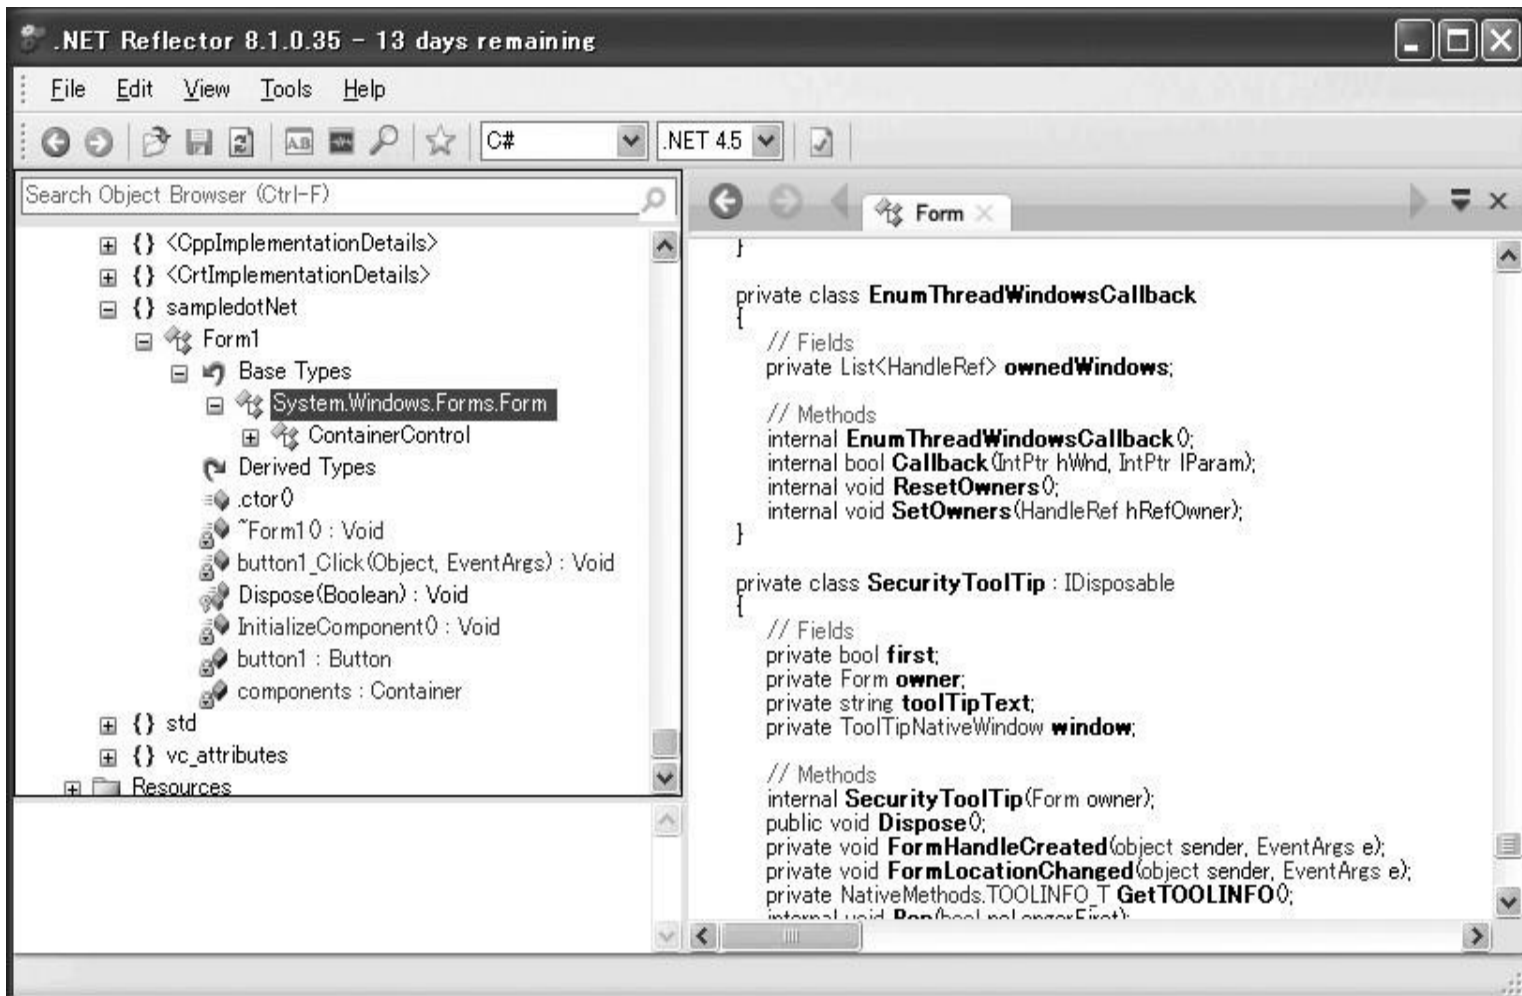 .NET Reflector 8.1.0.35 - 13 days remaining
File Edit View Tools Help
C# .NET 4.5
Search Object Browser (Ctrl-F)
{} <CppImplementationDetails>
{} <CrtImplementationDetails>
{} sampledotNet
Form1
Base Types
System.Windows.Forms.Form
ContainerControl
Derived Types
.ctor()
~Form1() : Void
button1_Click(Object, EventArgs) : Void
Dispose(Boolean) : Void
InitializeComponent() : Void
button1 : Button
components : Container
{} std
{} vc_attributes
Resources
Form
}
private class EnumThreadWindowsCallback
{
// Fields
private List<HandleRef> ownedWindows;
// Methods
internal EnumThreadWindowsCallback();
internal bool Callback(IntPtr hWnd, IntPtr lParam);
internal void ResetOwners();
internal void SetOwners(HandleRef hRefOwner);
}
private class SecurityToolTip : IDisposable
{
// Fields
private bool first;
private Form owner;
private string toolTipText;
private ToolTipNativeWindow window;
// Methods
internal SecurityToolTip(Form owner);
public void Dispose();
private void FormHandleCreated(object sender, EventArgs e);
private void FormLocationChanged(object sender, EventArgs e);
private NativeMethods.TOOLINFO_T GetTOOLINFO();
internal void Pop(bool noLongerFirst);